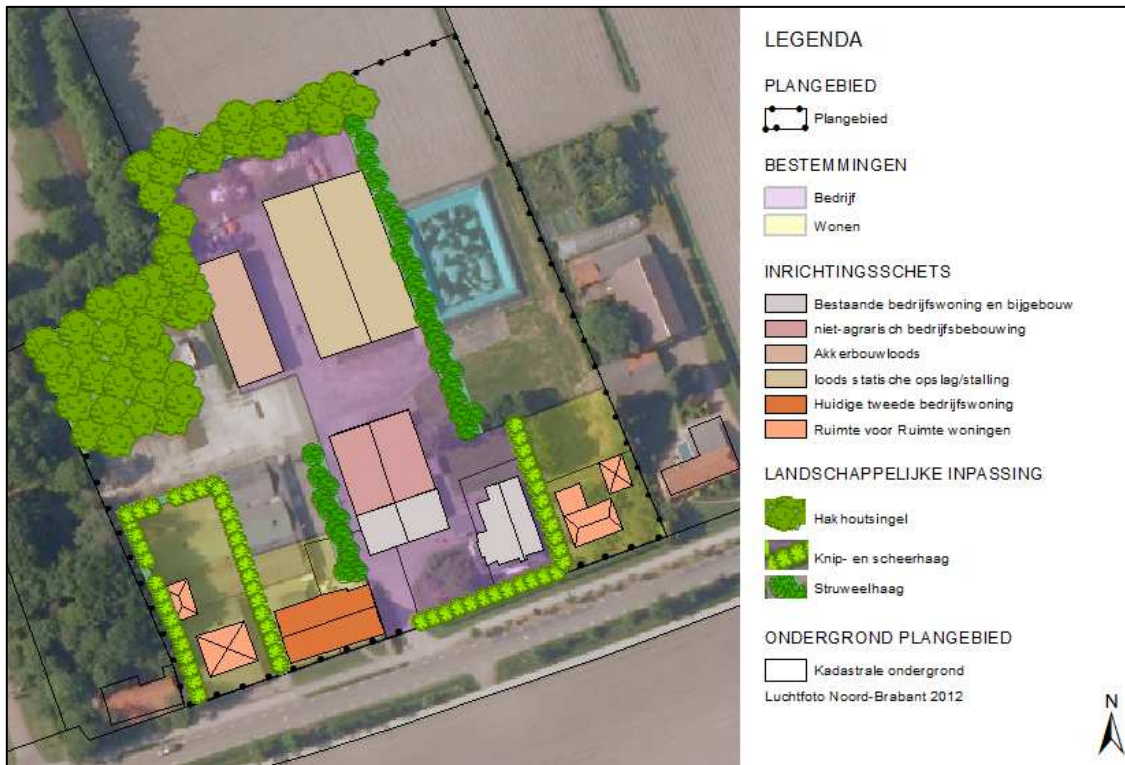 LEGENDA
PLANGEBIED
Plangebied
BESTEMMINGEN
Bedrijf
Wonen
INRICHTINGSSCHETS
Bestaande bedrijfswoning en bijgebouw
niet-agrarisch bedrijfsbebouwing
Akkerbouwloods
loods statische opslag/stalling
Huidige tweede bedrijfswoning
Ruimte voor Ruimte woningen
LANDSCHAPPELIJKE INPASSING
Hakhoutsingel
Knip- en scheerhaag
Struweelhaag
ONDERGROND PLANGEBIED
Kadastrale ondergrond
Luchtfoto Noord-Brabant 2012
N